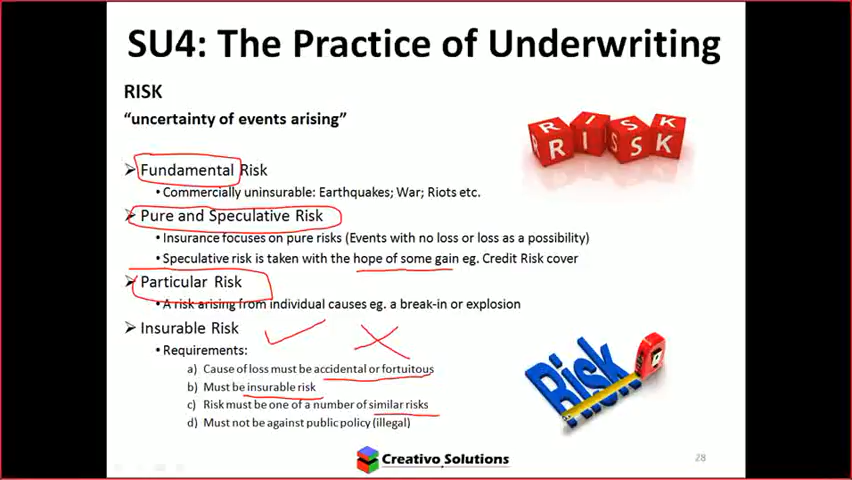 SU4: The Practice of Underwriting
RISK
"uncertainty of events arising"
Fundamental Risk
•Commercially uninsurable: Earthquakes; War; Riots etc.
Pure and Speculative Risk
•Insurance focuses on pure risks (Events with no loss or loss as a possibility)
•Speculative risk is taken with the hope of some gain eg. Credit Risk cover
Particular Risk
•A risk arising from individual causes eg. a break-in or explosion
Insurable Risk
•Requirements:
a) Cause of loss must be accidental or fortuitous
b) Must be insurable risk
c) Risk must be one of a number of similar risks
d) Must not be against public policy (illegal)
R I S K
R I S K
Risk
Creativo Solutions
28